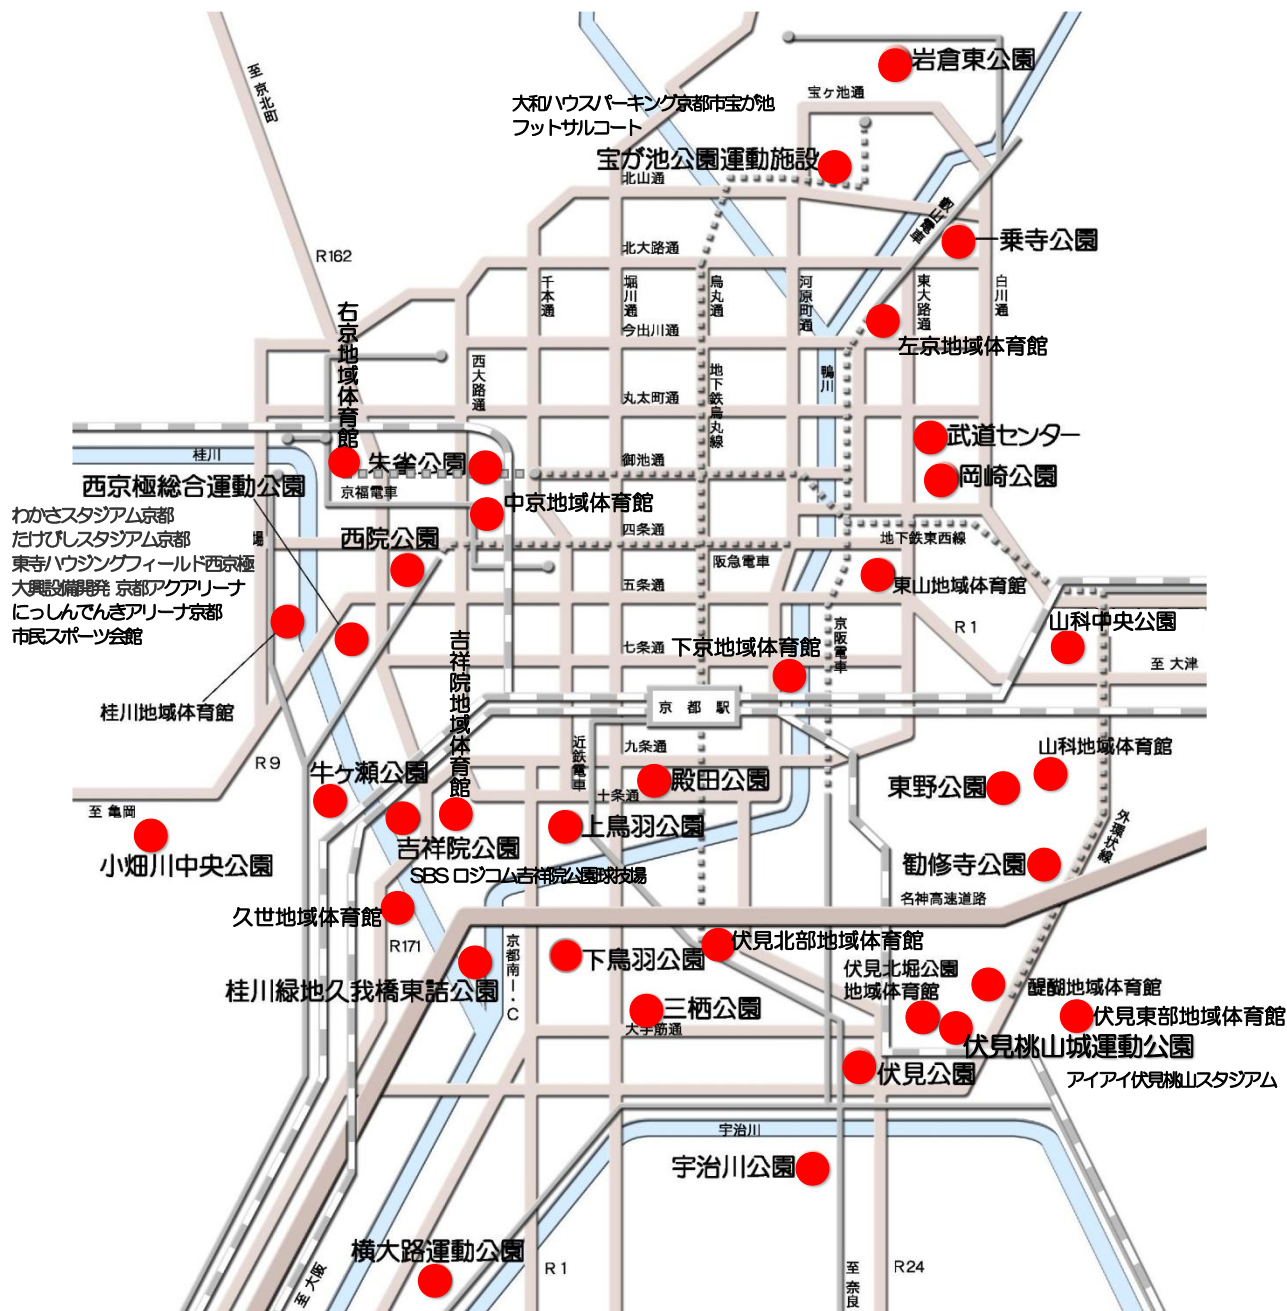 岩倉東公園
至 京北町
宝ヶ池通
大和ハウスパーキング京都市宝が池
フットサルコート
宝が池公園運動施設
北山通
叡山電車
一乗寺公園
北大路通
R162
千本通
堀川通
烏丸通
河原町通
東大路通
白川通
右京地域体育館
今出川通
左京地域体育館
西大路通
地下鉄烏丸線
鴨川
丸太町通
武道センター
桂川
朱雀公園
御池通
岡崎公園
西京極総合運動公園
京福電車
中京地域体育館
わかさスタジアム京都
たけびしスタジアム京都
東寺ハウジングフィールド西京極
大興設備開発 京都アクアリーナ
にっしんでんきアリーナ京都
市民スポーツ会館
場
西院公園
四条通
地下鉄東西線
阪急電車
五条通
東山地域体育館
山科中央公園
R 1
京阪電車
吉祥院地域体育館
七条通
下京地域体育館
至 大津
桂川地域体育館
京都駅
近鉄電車
九条通
山科地域体育館
R 9
牛ヶ瀬公園
殿田公園
東野公園
十条通
至 亀岡
外環状線
小畑川中央公園
吉祥院公園
上鳥羽公園
SBS ロジコム吉祥院公園球技場
勧修寺公園
名神高速道路
久世地域体育館
R171
京都南I・C
下鳥羽公園
伏見北部地域体育館
伏見北堀公園
地域体育館
醍醐地域体育館
桂川緑地久我橋東詰公園
三栖公園
大手筋通
伏見東部地域体育館
伏見桃山城運動公園
伏見公園
アイアイ伏見桃山スタジアム
宇治川
宇治川公園
横大路運動公園
至 大阪
R 1
至 奈良
R24